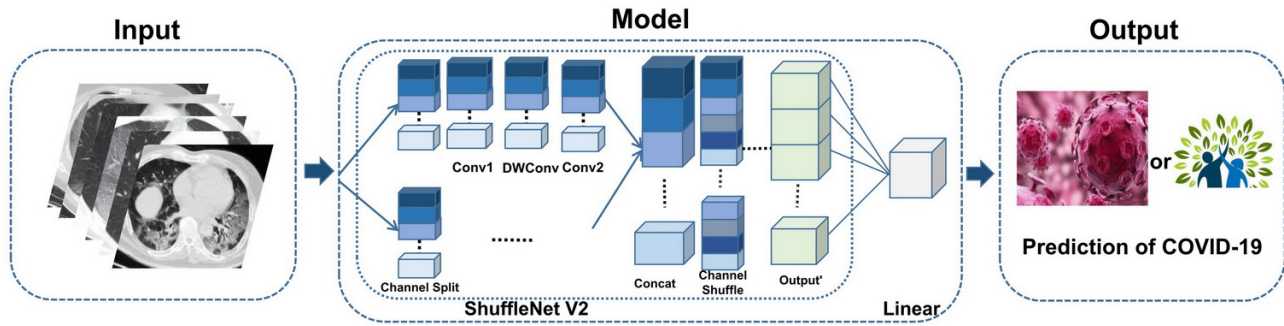 Input
Model
Output
Conv1 DWConv Conv2
or
Prediction of COVID-19
Channel Split
Concat
Channel
Shuffle
Output'
ShuffleNet V2
Linear